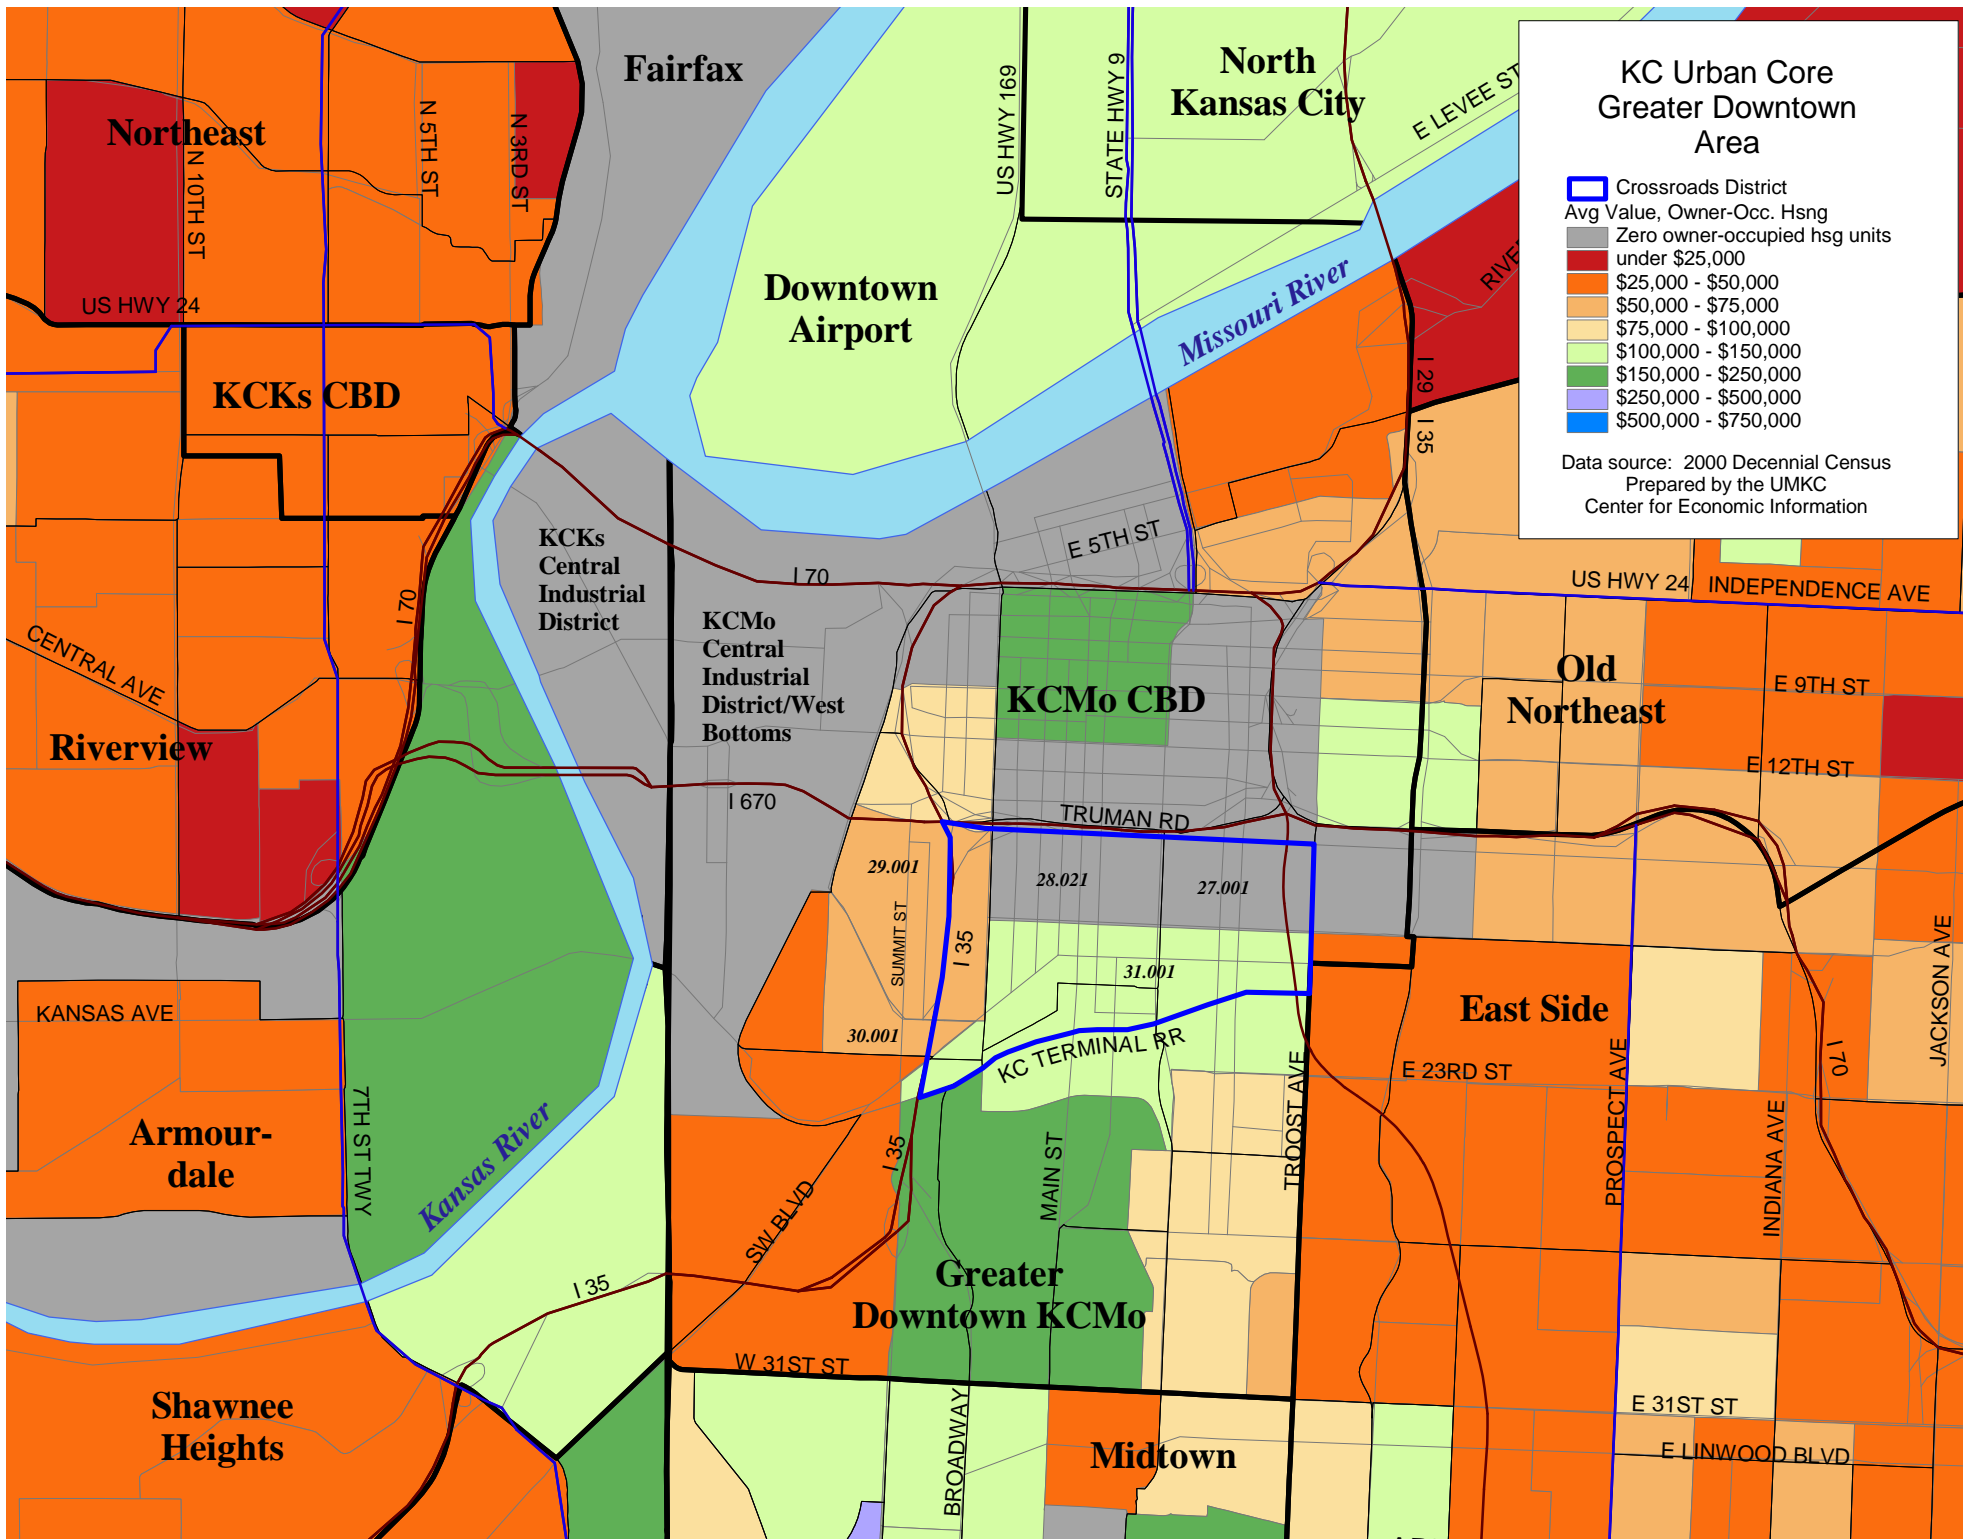 Fairfax
North
Kansas City
US HWY 169
STATE HWY 9
E LEVEE ST
KC Urban Core
Greater Downtown
Area
Crossroads District
Avg Value, Owner-Occ. Hsng
Zero owner-occupied hsg units
under $25,000
$25,000 - $50,000
$50,000 - $75,000
$75,000 - $100,000
$100,000 - $150,000
$150,000 - $250,000
$250,000 - $500,000
$500,000 - $750,000
Data source: 2000 Decennial Census
Prepared by the UMKC
Center for Economic Information
Northeast
N 10TH ST
N 5TH ST
N 3RD ST
US HWY 24
KCKs CBD
Downtown
Airport
Missouri River
I 29
I 35
KCKs
Central
Industrial
District
I 70
E 5TH ST
US HWY 24
INDEPENDENCE AVE
I 70
CENTRAL AVE
KCMo
Central
Industrial
District/West
Bottoms
KCMo CBD
Old
Northeast
E 9TH ST
Riverview
E 12TH ST
I 670
TRUMAN RD
29.001
28.021
27.001
SUMMIT ST
I 35
31.001
30.001
KC TERMINAL RR
KANSAS AVE
East Side
E 23RD ST
JACKSON AVE
I 70
Armour-
dale
7TH ST TWY
Kansas River
I 35
SW BLVD
MAIN ST
TROOST AVE
PROSPECT AVE
INDIANA AVE
I 35
Greater
Downtown KCMo
W 31ST ST
Shawnee
Heights
BROADWAY
Midtown
E 31ST ST
E LINWOOD BLVD